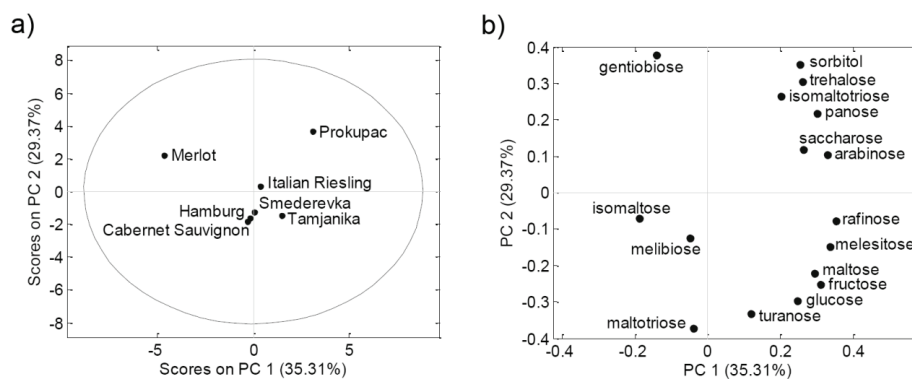 a)
8
6
4
2
0
-2
-4
-6
-8
Scores on PC 2 (29.37%)
Prokupac
Merlot
Italian Riesling
Smederevka
Hamburg
Tamjanika
Cabernet Sauvignon
-5
0
5
Scores on PC 1 (35.31%)
b)
0.4
0.3
0.2
0.1
0
-0.1
-0.2
-0.3
-0.4
PC 2 (29.37%)
gentiobiose
sorbitol
trehalose
isomaltotriose
panose
saccharose
arabinose
isomaltose
melibiose
rafinose
melesitose
maltose
fructose
glucose
turanose
maltotriose
-0.4
-0.2
0
0.2
0.4
PC 1 (35.31%)